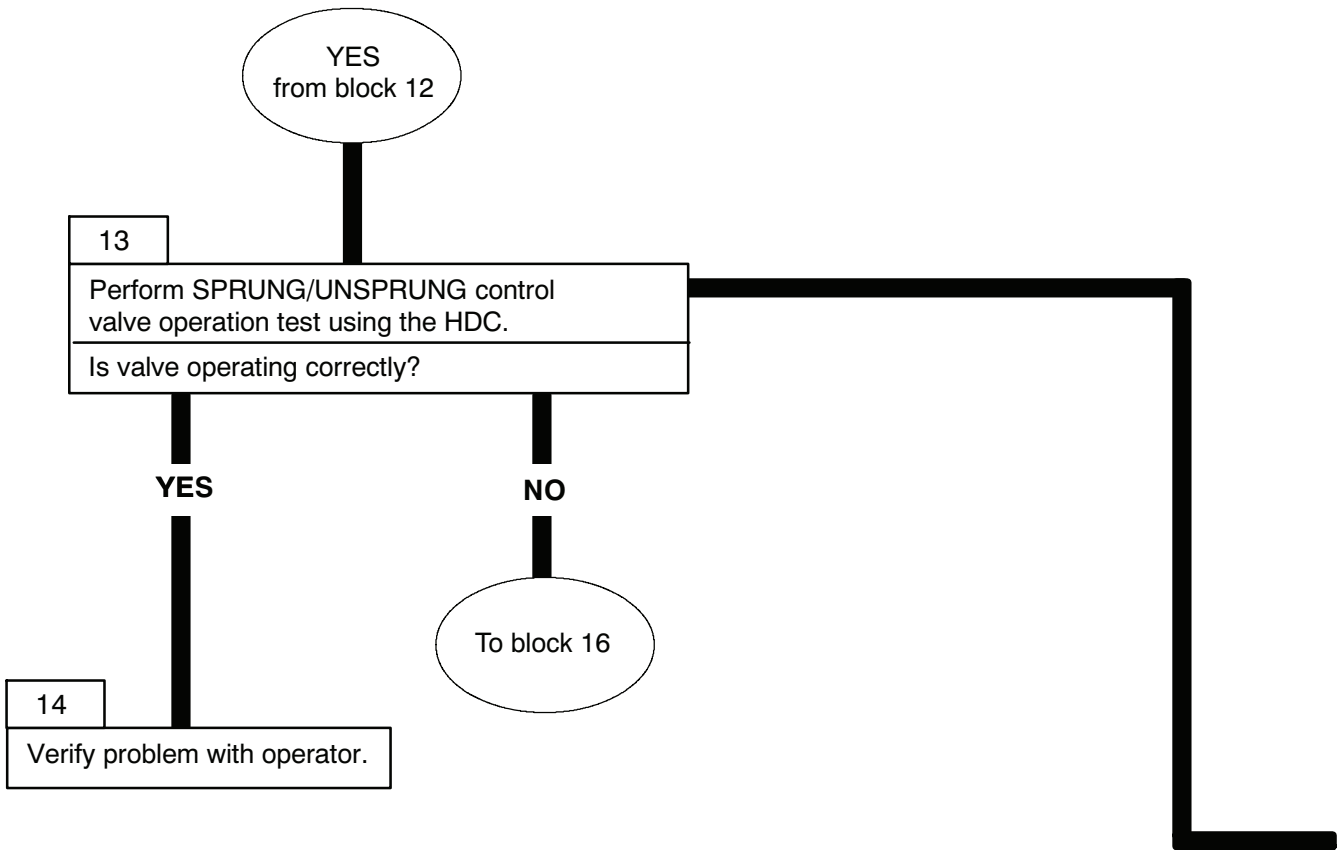 YES
from block 12
13
Perform SPRUNG/UNSPRUNG control
valve operation test using the HDC.
Is valve operating correctly?
YES
NO
To block 16
14
Verify problem with operator.